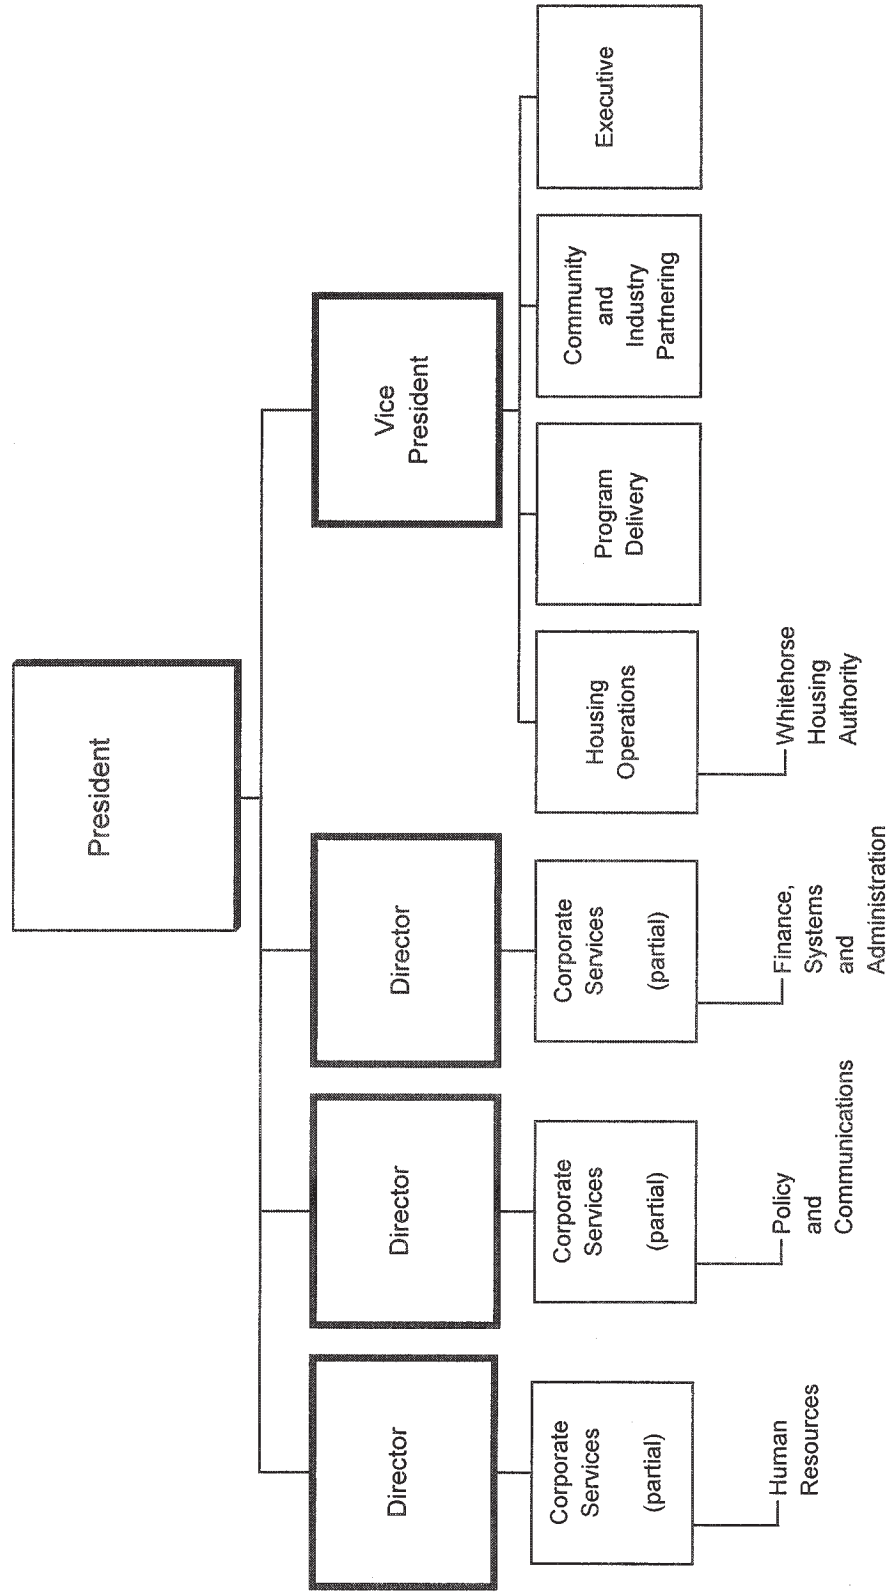 President
Director
Director
Director
Vice
President
Corporate
Services
(partial)
Corporate
Services
(partial)
Corporate
Services
(partial)
Housing
Operations
Program
Delivery
Community
and
Industry
Partnering
Executive
Human
Resources
Policy
and
Communications
Finance,
Systems
and
Administration
Whitehorse
Housing
Authority